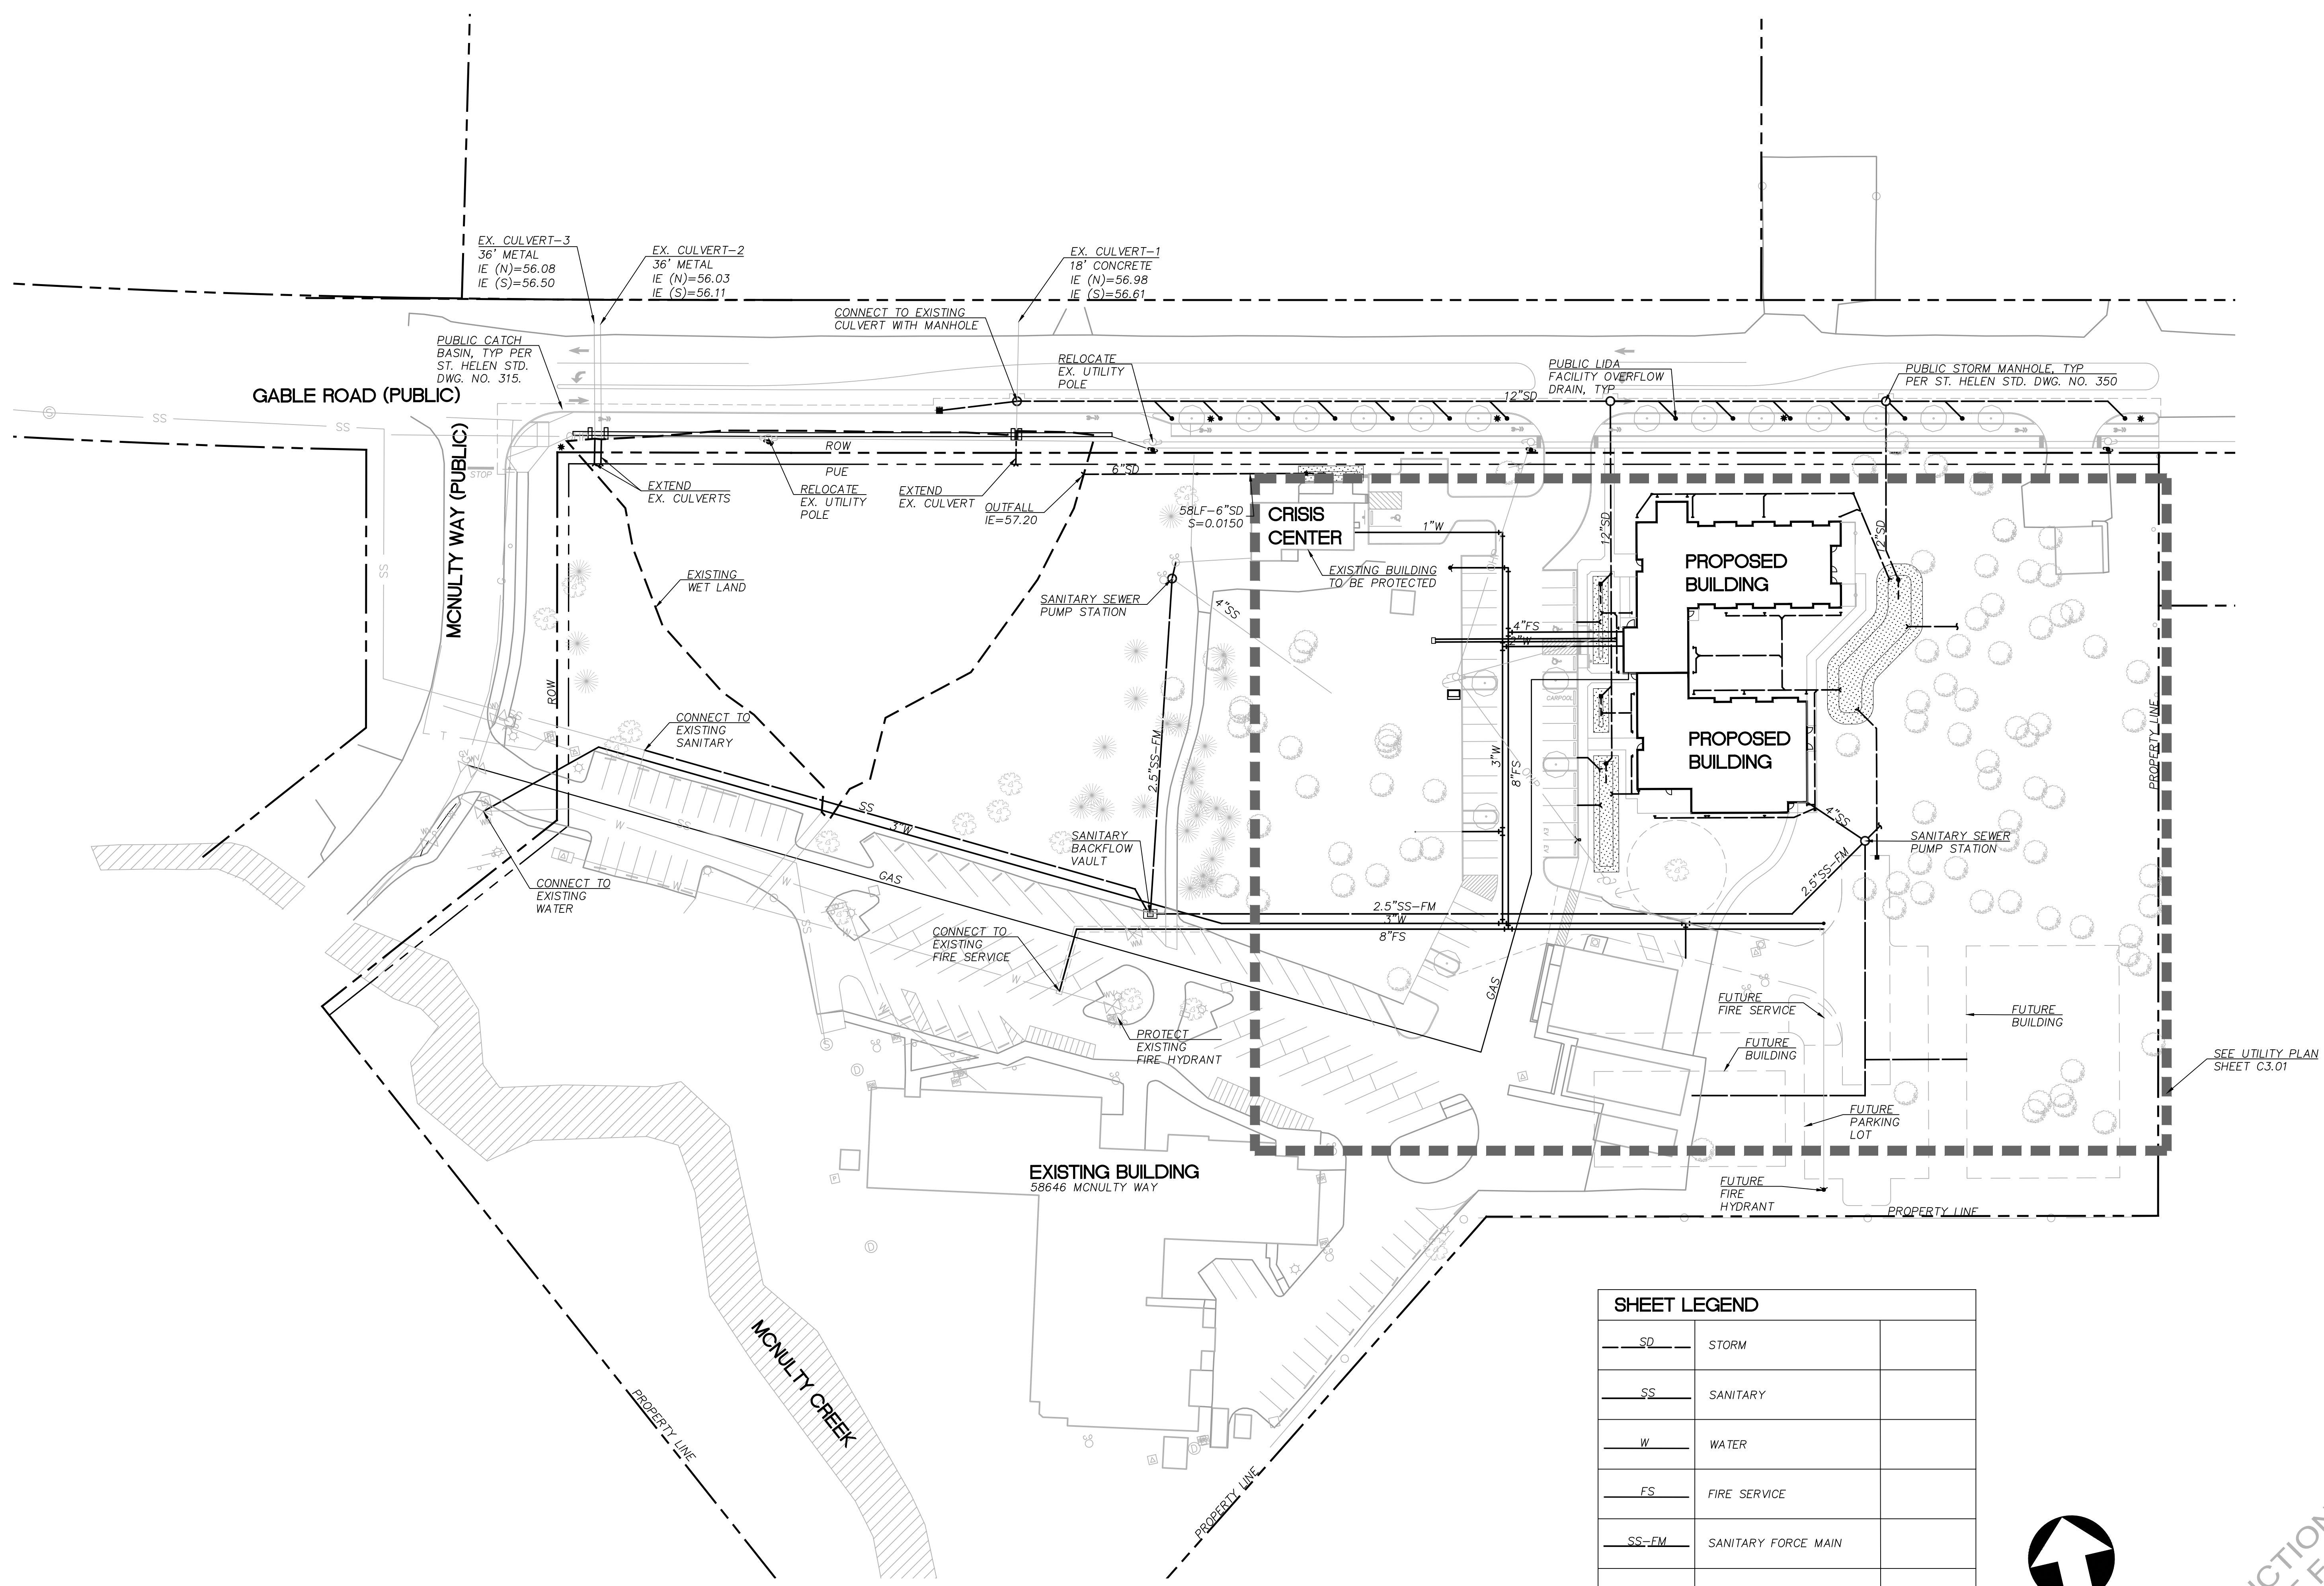 EX. CULVERT-3
36' METAL
IE (N)=56.08
IE (S)=56.50
EX. CULVERT-2
36' METAL
IE (N)=56.03
IE (S)=56.11
EX. CULVERT-1
18' CONCRETE
IE (N)=56.98
IE (S)=56.61
CONNECT TO EXISTING
CULVERT WITH MANHOLE
PUBLIC CATCH
BASIN, TYP PER
ST. HELEN STD.
DWG. NO. 315.
RELOCATE
EX. UTILITY
POLE
PUBLIC LIDA
FACILITY OVERFLOW
DRAIN, TYP
PUBLIC STORM MANHOLE, TYP
PER ST. HELEN STD. DWG. NO. 350
GABLE ROAD (PUBLIC)
12"SD
SS
SS
SS
MCNULTY WAY (PUBLIC)
STOP
ROW
PUE
6"SD
EXTEND
EX. CULVERTS
RELOCATE
EX. UTILITY
POLE
EXTEND
EX. CULVERT
OUTFALL
IE=57.20
58LF-6"SD
S=0.0150
CRISIS
CENTER
1"W
12"SD
12"SD
PROPOSED
BUILDING
EXISTING BUILDING
TO BE PROTECTED
EXISTING
WET LAND
SANITARY SEWER
PUMP STATION
4"SS
4"FS
2"W
G
ROW
CARPOOL
PROPERTY LINE
CONNECT TO
EXISTING
SANITARY
2.5"SS-FM
3"W
8"FS
PROPOSED
BUILDING
SS
T
GV
WV
SS
3"W
SS
W
4"SS
SANITARY SEWER
PUMP STATION
SANITARY
BACKFLOW
VAULT
2.5"SS-FM
GAS
W
W
CONNECT TO
EXISTING
WATER
2.5"SS-FM
3"W
8"FS
SS
W
WM
CONNECT TO
EXISTING
FIRE SERVICE
W
W
WV
GAS
FUTURE
FIRE SERVICE
FUTURE
BUILDING
PROTECT
EXISTING
FIRE HYDRANT
FUTURE
BUILDING
SEE UTILITY PLAN
SHEET C3.01
FUTURE
PARKING
LOT
EXISTING BUILDING
58646 MCNULTY WAY
FUTURE
FIRE
HYDRANT
PROPERTY LINE
MCNULTY CREEK
PROPERTY LINE
PROPERTY LINE
SHEET LEGEND
SD STORM
SS SANITARY
W WATER
FS FIRE SERVICE
SS-FM SANITARY FORCE MAIN